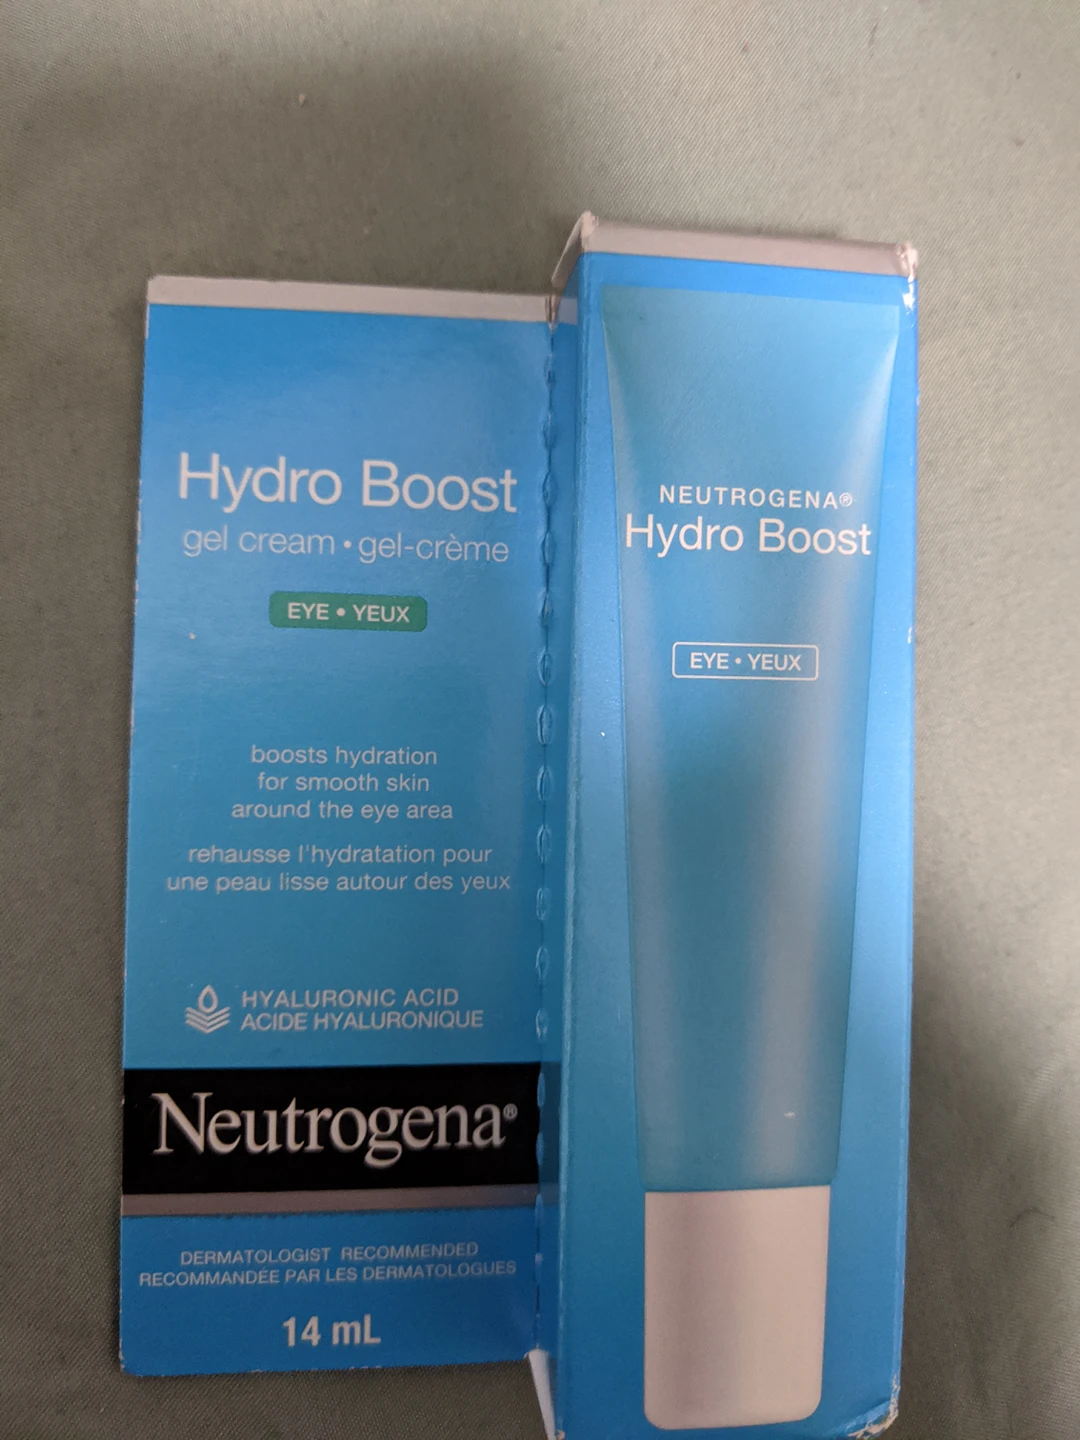 Hydro Boost
gel cream • gel-crème
EYE • YEUX
boosts hydration
for smooth skin
around the eye area
rehausse l'hydratation pour
une peau lisse autour des yeux
HYALURONIC ACID
ACIDE HYALURONIQUE
Neutrogena®
DERMATOLOGIST RECOMMENDED
RECOMMANDÉE PAR LES DERMATOLOGUES
14 mL
NEUTROGENA®
Hydro Boost
EYE • YEUX